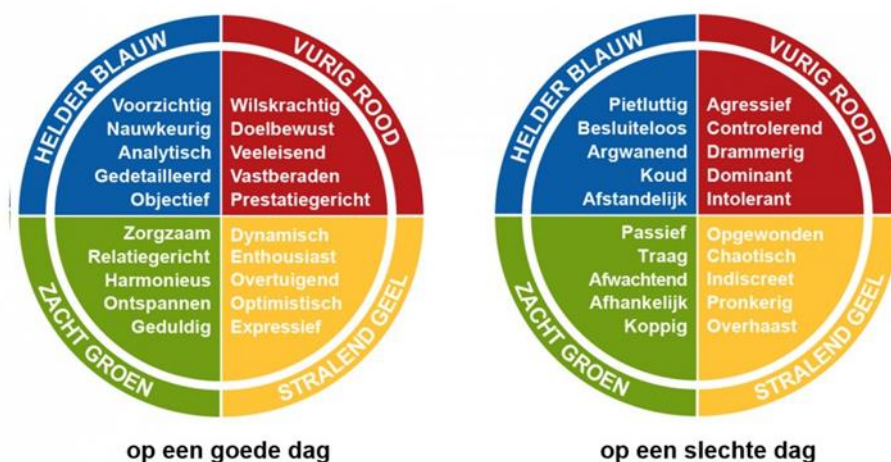 HELDER BLAUW
VURIG ROOD
Voorzichtig
Nauwkeurig
Analytisch
Gedetailleerd
Objectief
Wilskrachtig
Doelbewust
Veeleisend
Vastberaden
Prestatiegericht
Zorgzaam
Relatiegericht
Harmonieus
Ontspannen
Geduldig
Dynamisch
Enthousiast
Overtuigend
Optimistisch
Expressief
ZACHT GROEN
STRALEND GEEL
op een goede dag
HELDER BLAUW
VURIG ROOD
Pietluttig
Besluiteloos
Argwanend
Koud
Afstandelijk
Agressief
Controlerend
Drammerig
Dominant
Intolerant
Passief
Traag
Afwachtend
Afhankelijk
Koppig
Opgewonden
Chaotisch
Indiscreet
Pronkerig
Overhaast
ZACHT GROEN
STRALEND GEEL
op een slechte dag